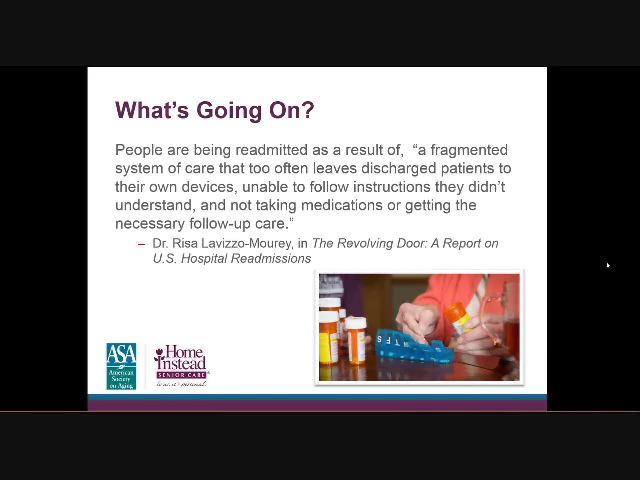 What's Going On?
People are being readmitted as a result of,  “a fragmented
system of care that too often leaves discharged patients to
their own devices, unable to follow instructions they didn't
understand, and not taking medications or getting the
necessary follow-up care.”
– Dr. Risa Lavizzo-Mourey, in The Revolving Door: A Report on
U.S. Hospital Readmissions
ASA
American
Society
on Aging
Home
Instead
SENIOR CARE
to us, it's personal.
S F T